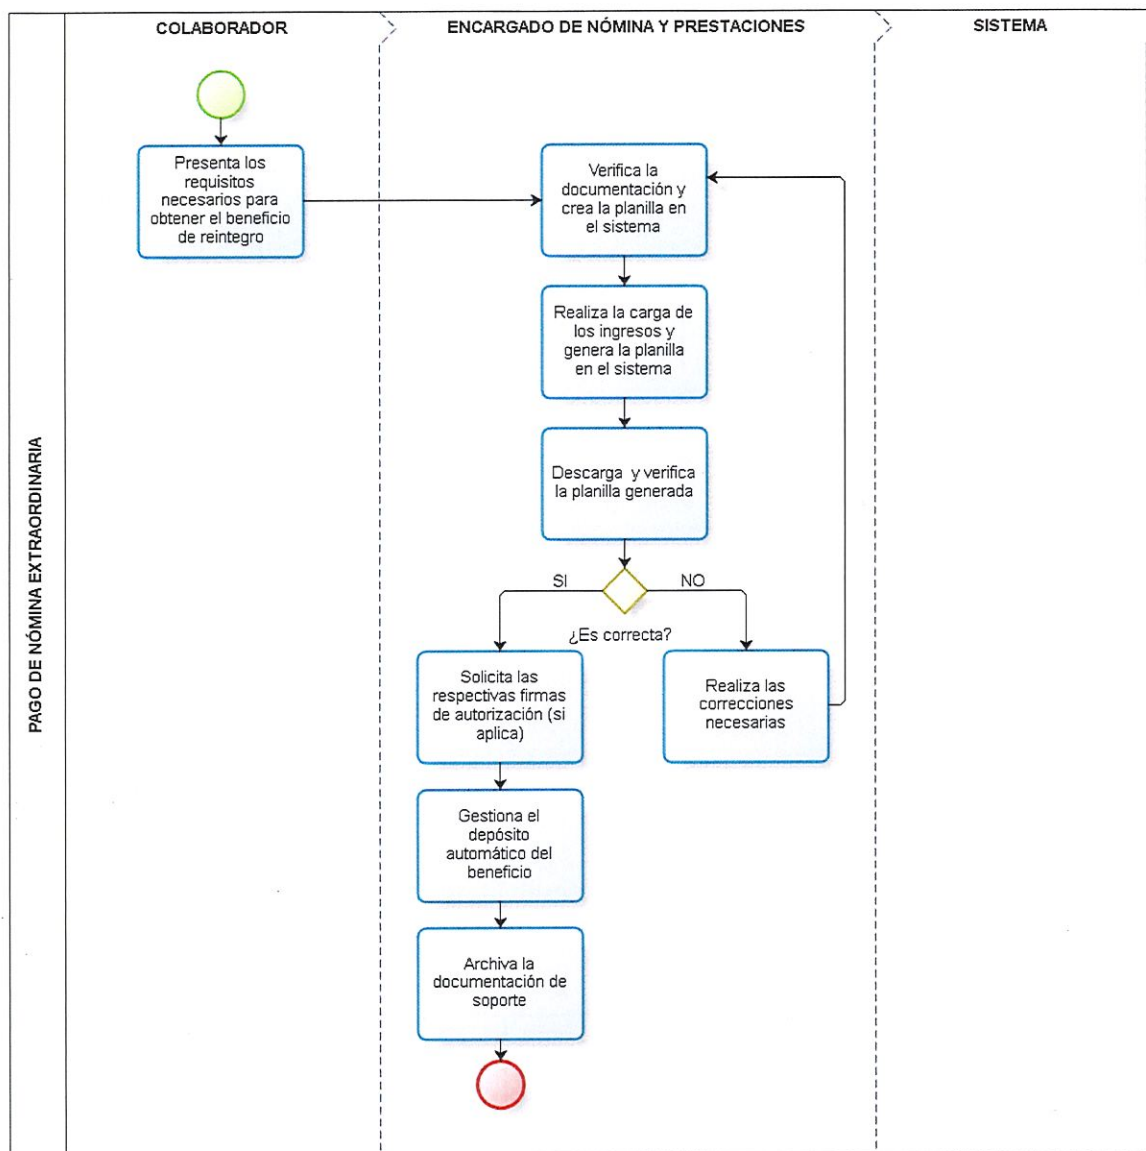 COLABORADOR
ENCARGADO DE NÓMINA Y PRESTACIONES
SISTEMA
PAGO DE NÓMINA EXTRAORDINARIA
Presenta los
requisitos
necesarios para
obtener el beneficio
de reintegro
Verifica la
documentación y
crea la planilla en
el sistema
Realiza la carga de
los ingresos y
genera la planilla
en el sistema
Descarga y verifica
la planilla generada
SI
NO
¿Es correcta?
Solicita las
respectivas firmas
de autorización (si
aplica)
Realiza las
correcciones
necesarias
Gestiona el
depósito
automático del
beneficio
Archiva la
documentación de
soporte